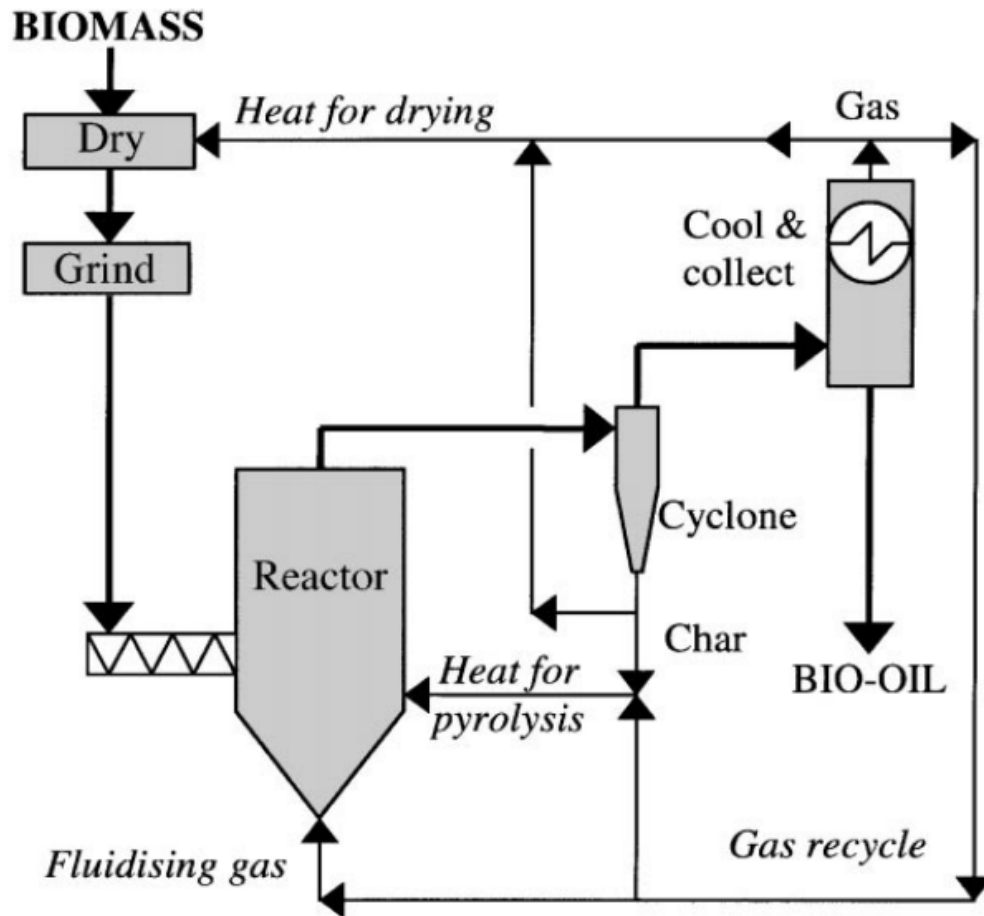 BIOMASS
Dry
Heat for drying
Gas
Grind
Cool &
collect
Cyclone
Reactor
Char
Heat for
pyrolysis
BIO-OIL
Fluidising gas
Gas recycle